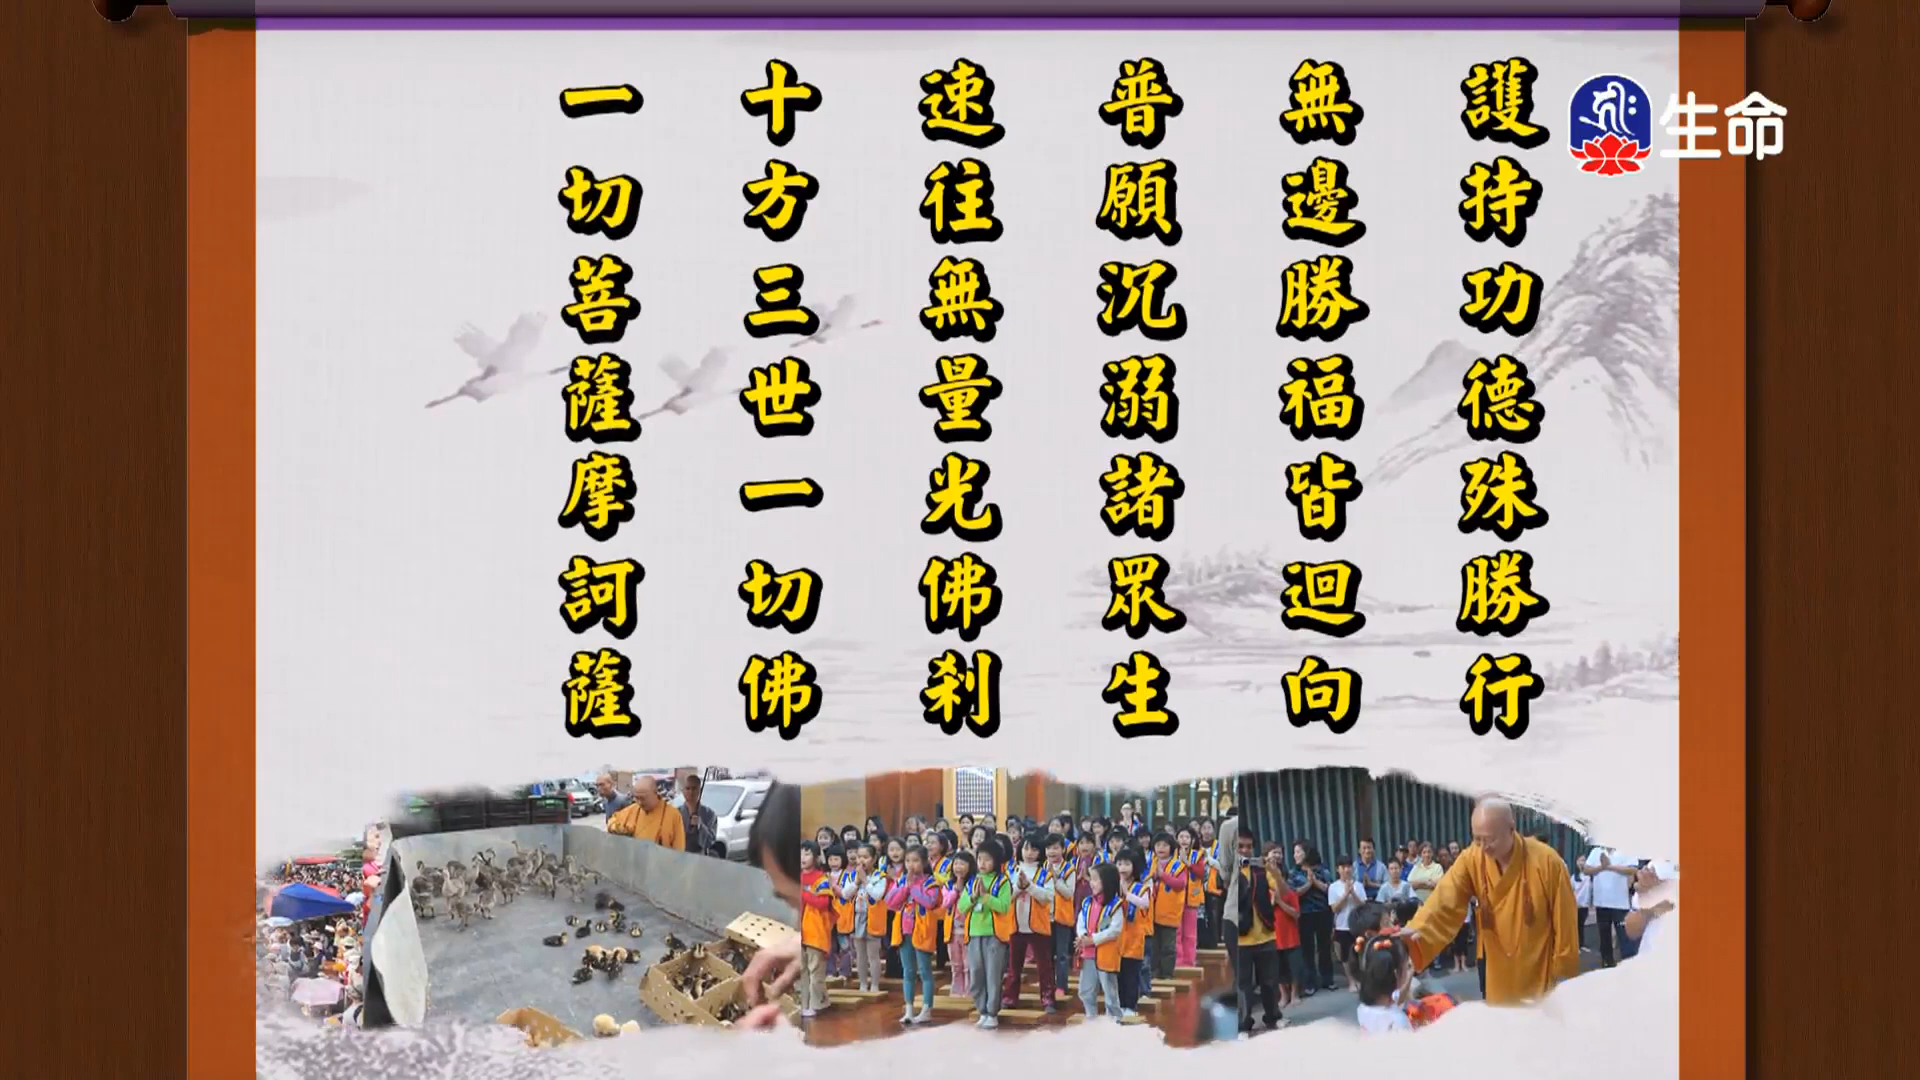 護持功德殊勝行
無邊勝福皆迴向
普願沉溺諸眾生
速往無量光佛剎
十方三世一切佛
一切菩薩摩訶薩
生命